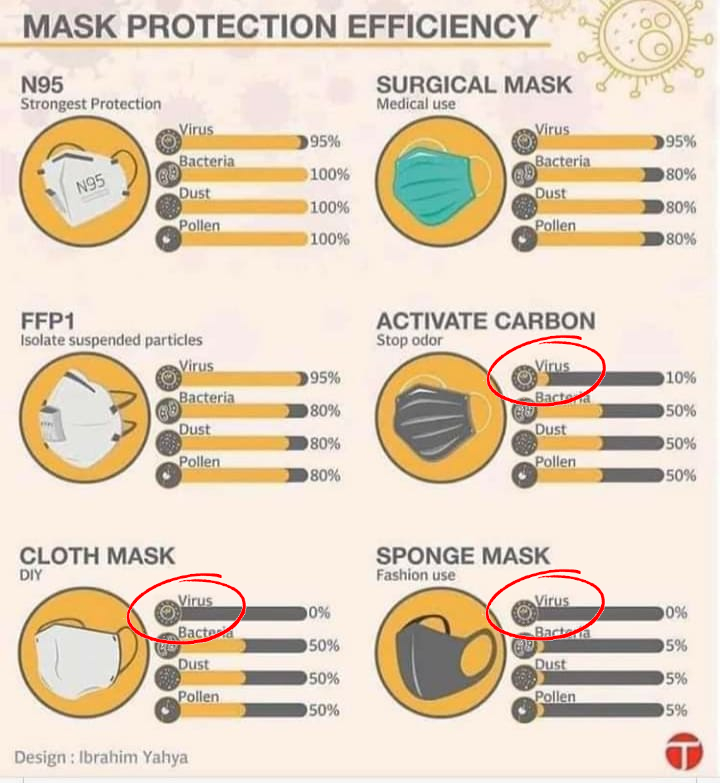 MASK PROTECTION EFFICIENCY
N95
Strongest Protection
N95
Virus
95%
Bacteria
100%
Dust
100%
Pollen
100%
SURGICAL MASK
Medical use
Virus
95%
Bacteria
80%
Dust
80%
Pollen
80%
FFP1
Isolate suspended particles
Virus
95%
Bacteria
80%
Dust
80%
Pollen
80%
ACTIVATE CARBON
Stop odor
Virus
10%
Bacteria
50%
Dust
50%
Pollen
50%
CLOTH MASK
DIY
Virus
0%
Bacteria
50%
Dust
50%
Pollen
50%
SPONGE MASK
Fashion use
Virus
0%
Bacteria
5%
Dust
5%
Pollen
5%
Design : Ibrahim Yahya